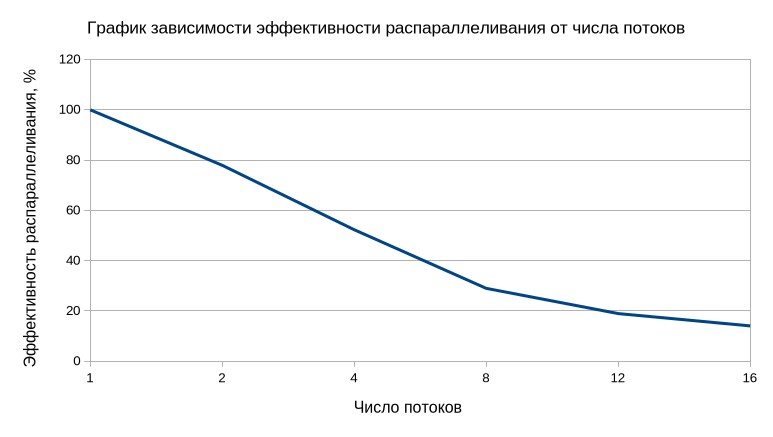 График зависимости эффективности распараллеливания от числа потоков
Эффективность распараллеливания, %
120
100
80
60
40
20
0
1 2 4 8 12 16
Число потоков